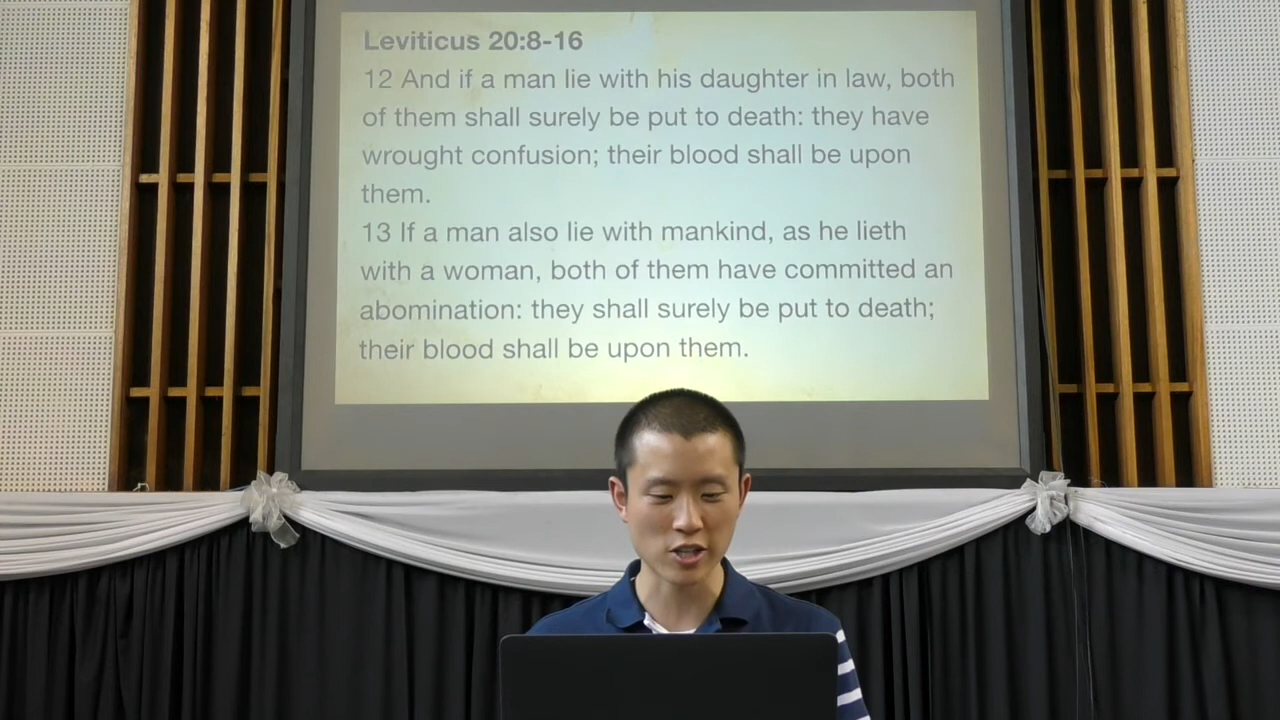 Leviticus 20:8-16
12 And if a man lie with his daughter in law, both
of them shall surely be put to death: they have
wrought confusion; their blood shall be upon
them.
13 If a man also lie with mankind, as he lieth
with a woman, both of them have committed an
abomination: they shall surely be put to death;
their blood shall be upon them.